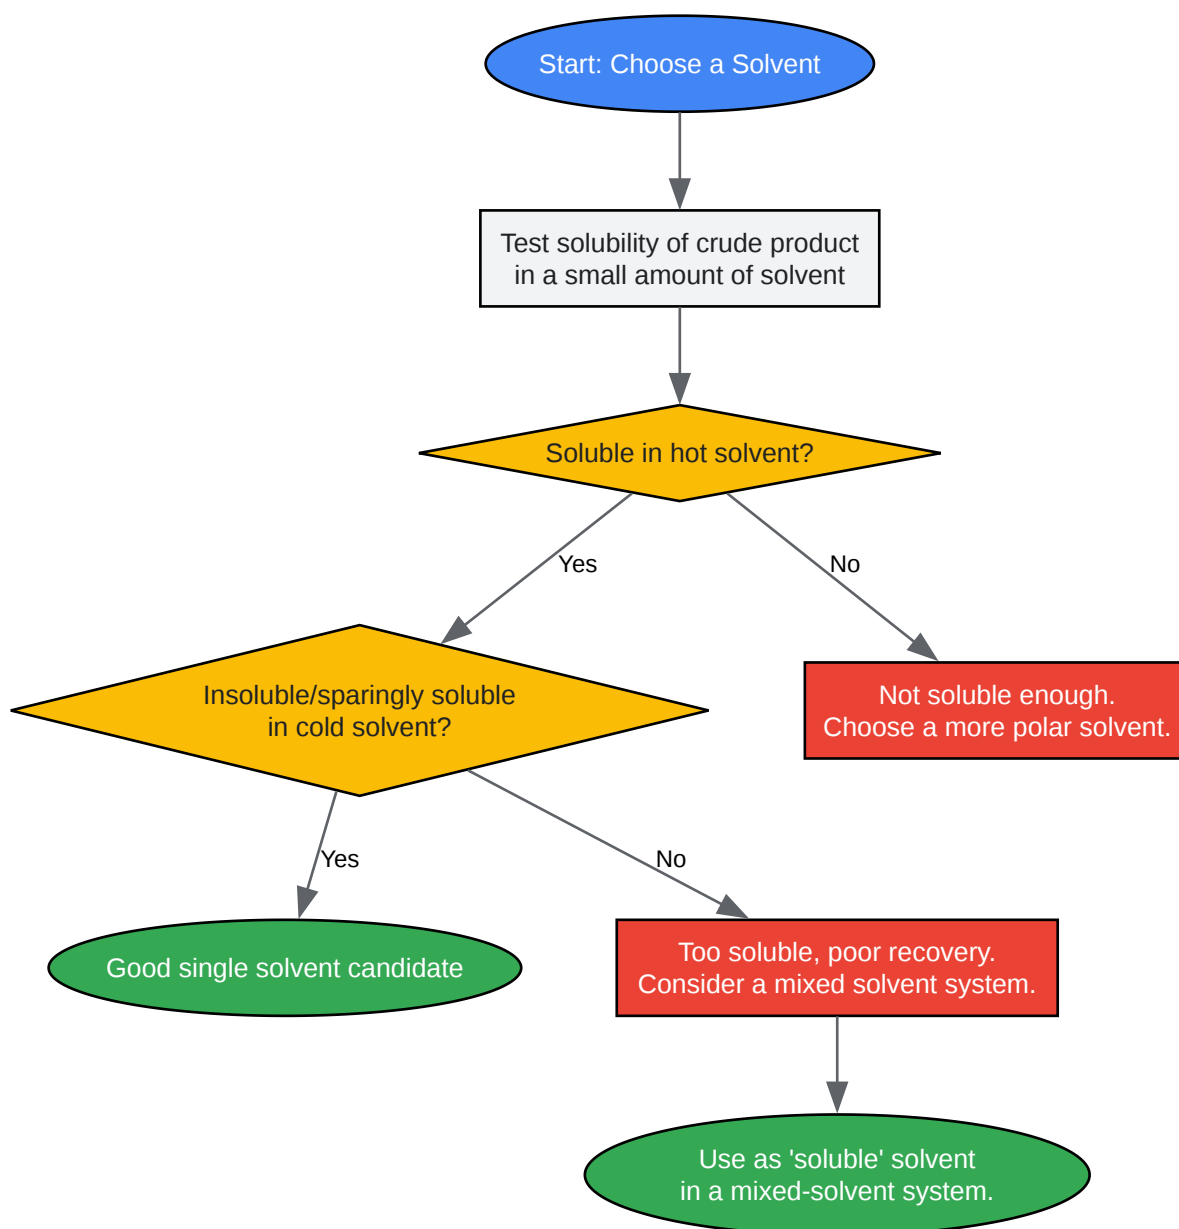 Start: Choose a Solvent
Test solubility of crude product
in a small amount of solvent
Soluble in hot solvent?
Yes
No
Insoluble/sparingly soluble
in cold solvent?
Not soluble enough.
Choose a more polar solvent.
Yes
No
Good single solvent candidate
Too soluble, poor recovery.
Consider a mixed solvent system.
Use as 'soluble' solvent
in a mixed-solvent system.